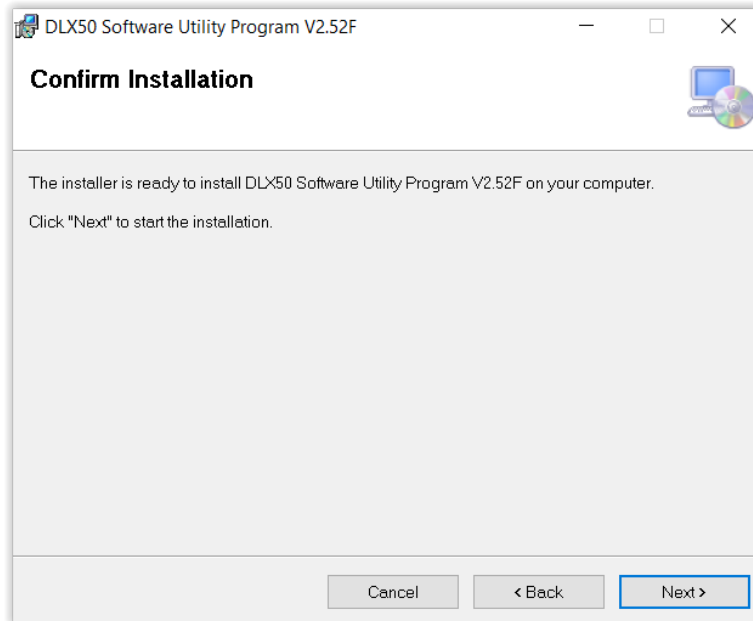 DLX50 Software Utility Program V2.52F
Confirm Installation
The installer is ready to install DLX50 Software Utility Program V2.52F on your computer.
Click "Next" to start the installation.
Cancel
< Back
Next >